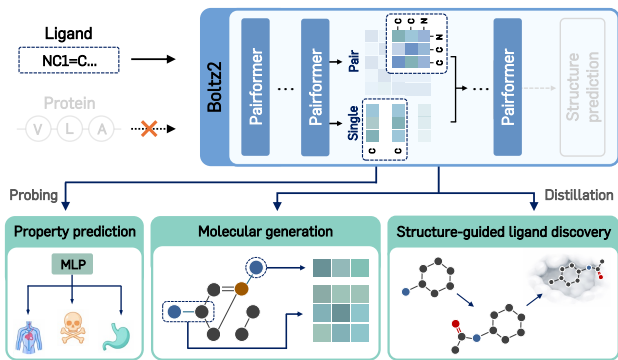 Ligand
NC1=C...
Protein
V L A
Boltz2
Pairformer
...
Pairformer
Pair
Single
C C N
C C N
C
C
...
Pairformer
Structure
prediction
Probing
Distillation
Property prediction
MLP
Molecular generation
Structure-guided ligand discovery